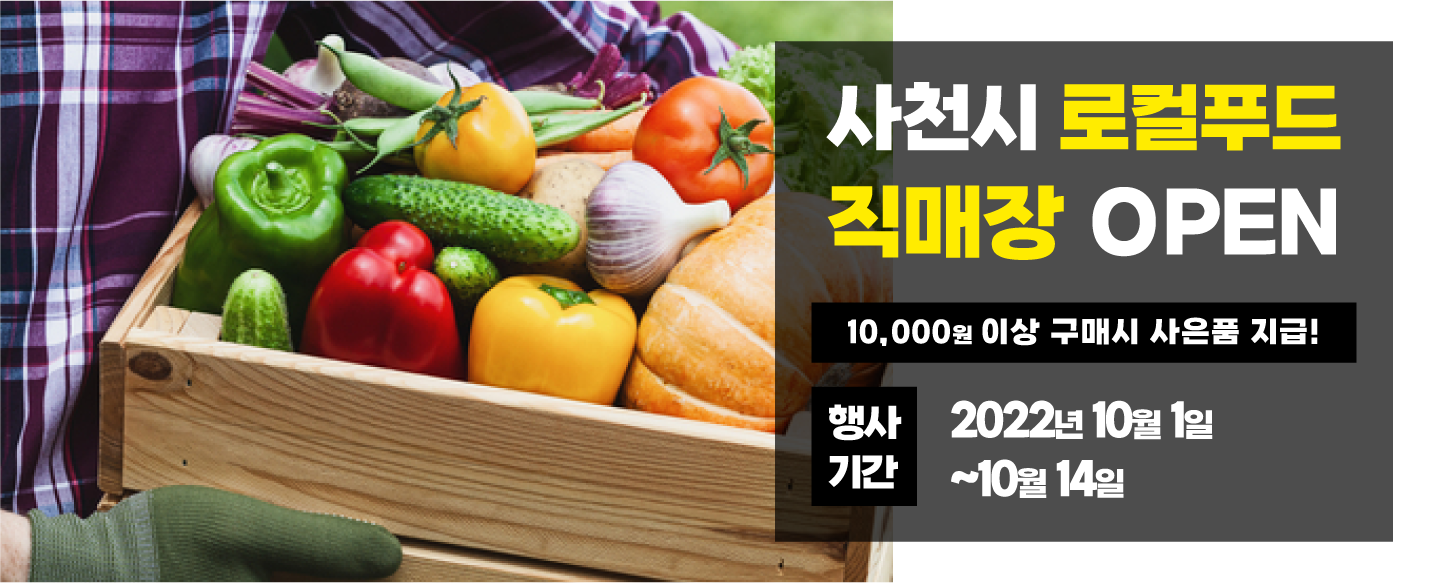 사천시 로컬푸드
직매장 OPEN
10,000원 이상 구매시 사은품 지급!
행사
기간
2022년 10월 1일
~10월 14일